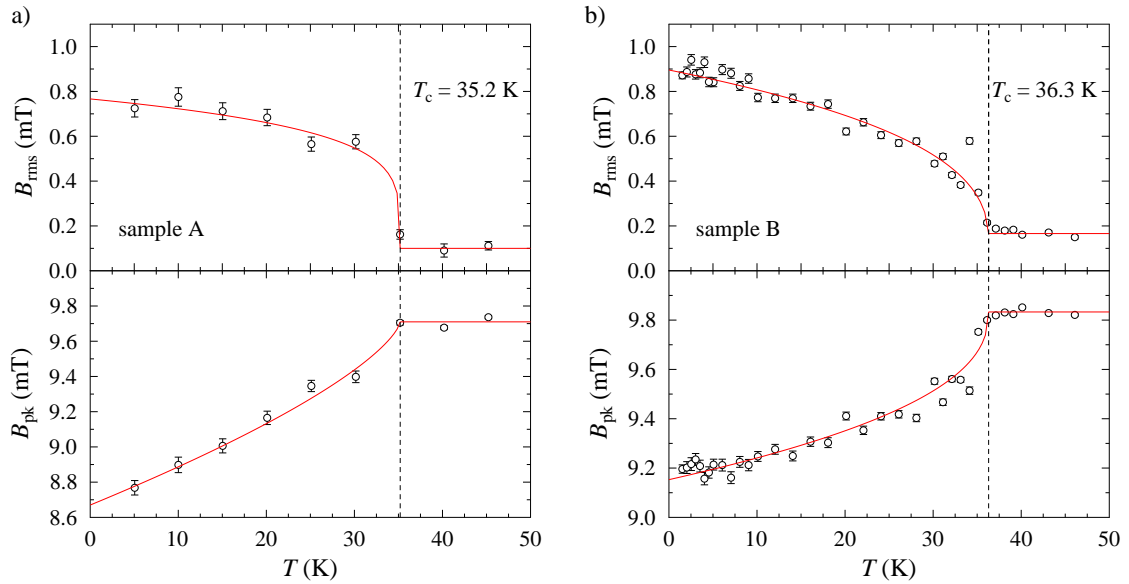 a)
1.0
0.8
0.6
0.4
0.2
0.0
B_rms (mT)
T_c = 35.2 K
sample A
9.8
9.6
9.4
9.2
9.0
8.8
8.6
B_pk (mT)
0 10 20 30 40 50
T (K)
b)
1.0
0.8
0.6
0.4
0.2
0.0
B_rms (mT)
T_c = 36.3 K
sample B
9.8
9.6
9.4
9.2
9.0
B_pk (mT)
0 10 20 30 40 50
T (K)